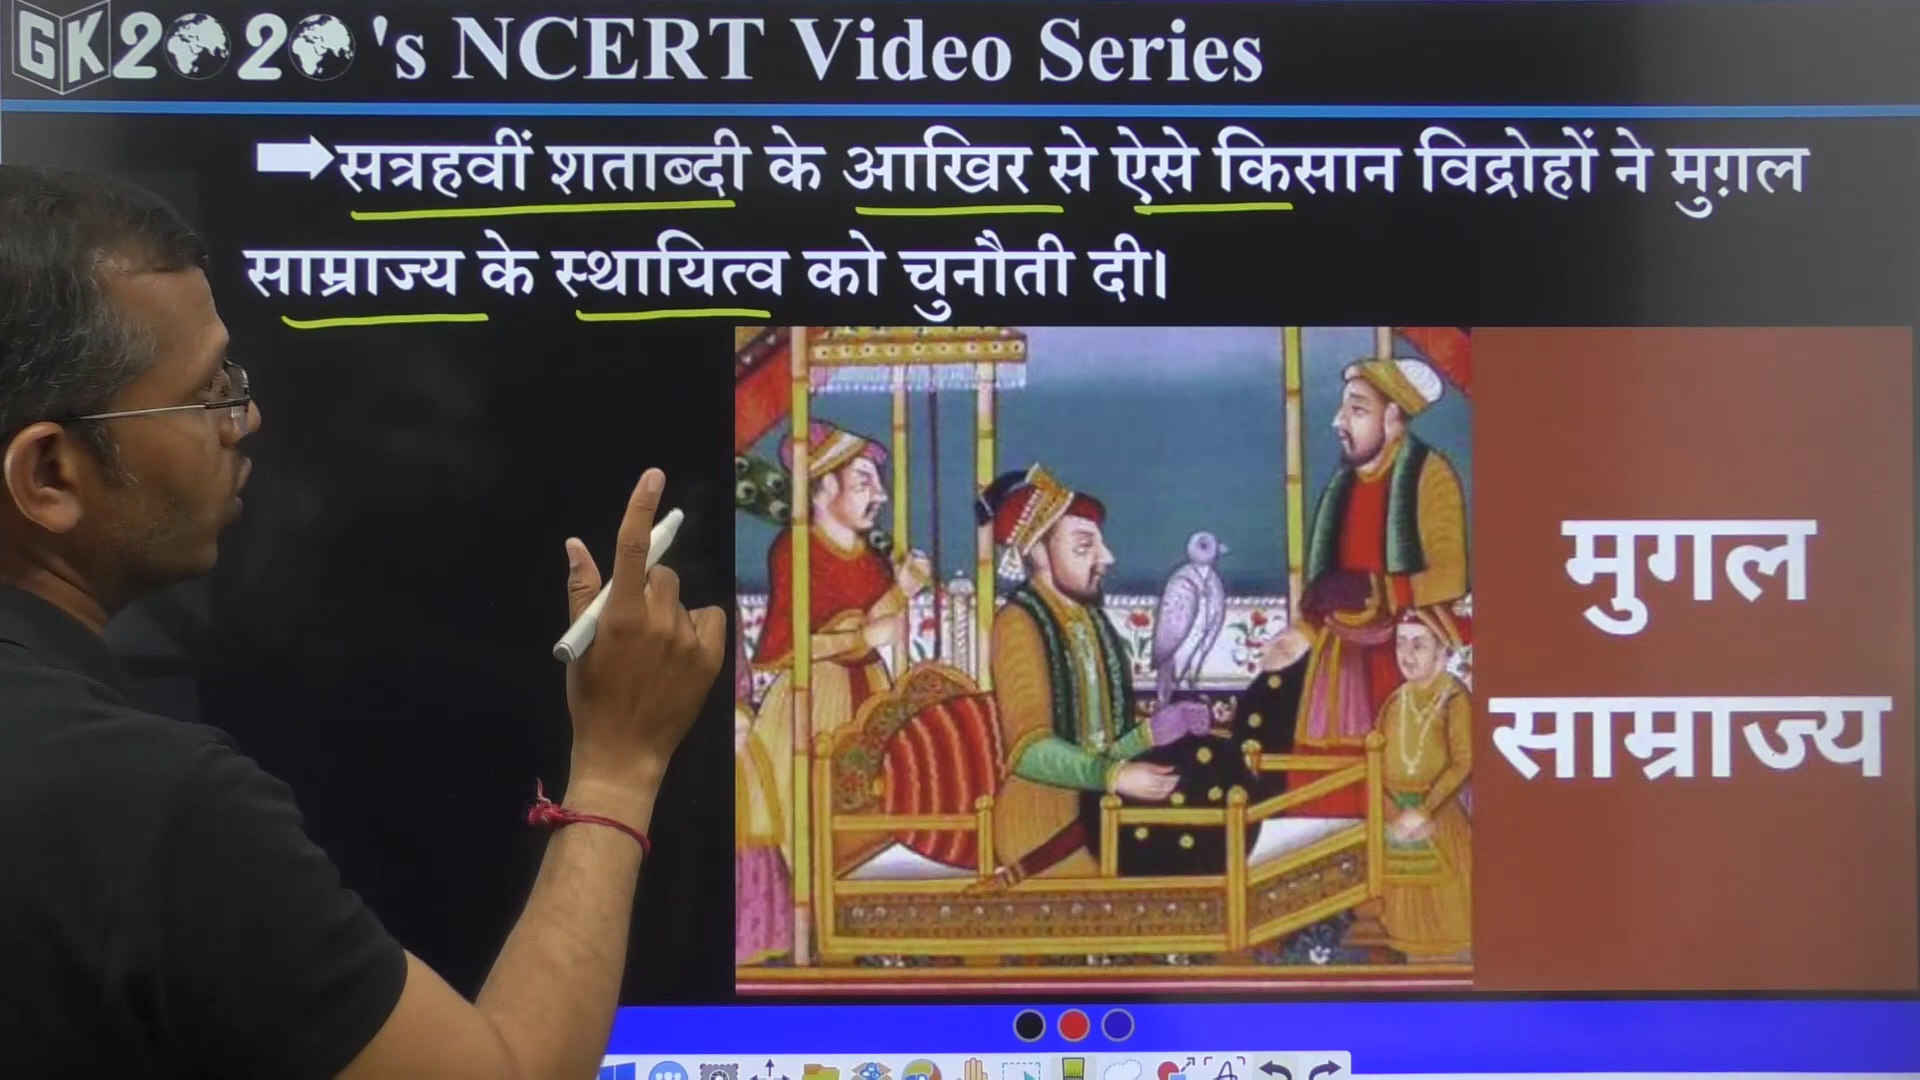 GK2020's NCERT Video Series
सत्रहवीं शताब्दी के आखिर से ऐसे किसान विद्रोहों ने मुग़ल
साम्राज्य के स्थायित्व को चुनौती दी।
मुगल
साम्राज्य